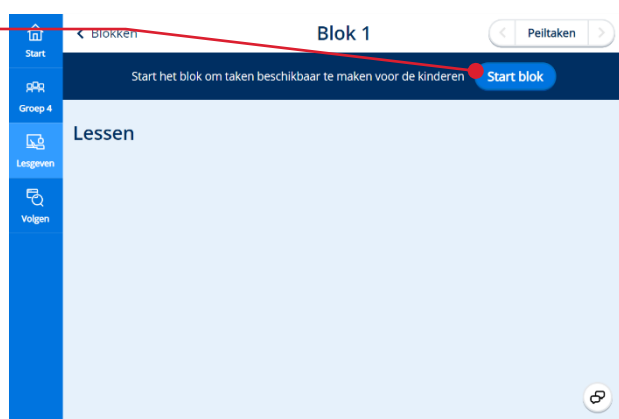 Start
Groep 4
Lesgeven
Volgen
Blokken
Blok 1
Peiltaken
Start het blok om taken beschikbaar te maken voor de kinderen
Start blok
Lessen